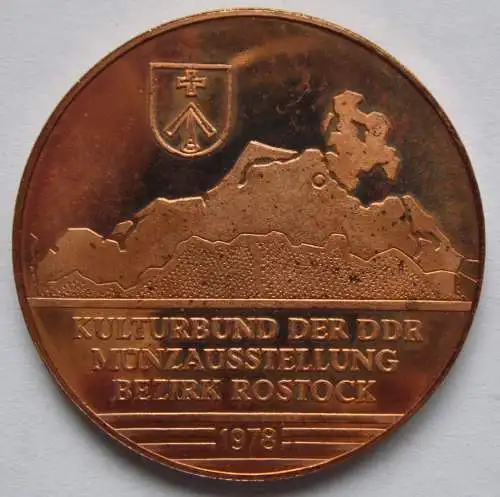 KULTURBUND DER DDR
MÜNZAUSSTELLUNG
BEZIRK ROSTOCK
1978